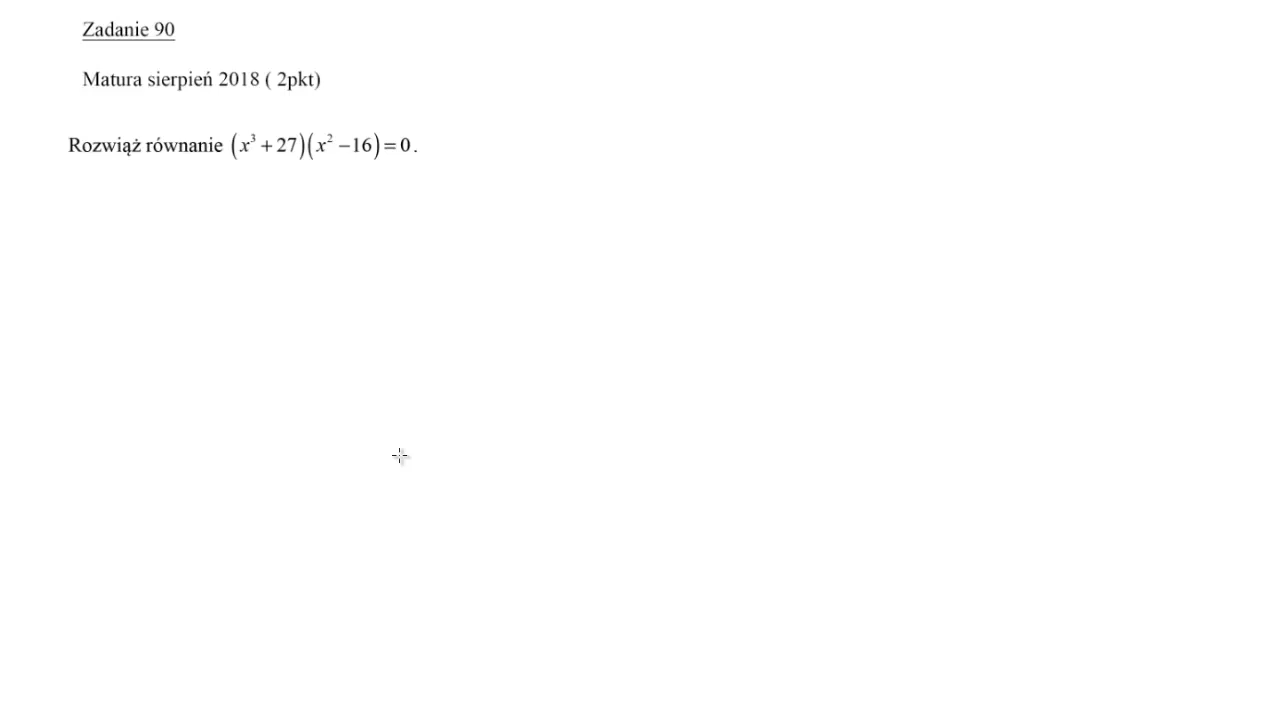 Zadanie 90
Matura sierpień 2018 ( 2pkt)
Rozwiąż równanie (x³ + 27)(x² − 16) = 0.